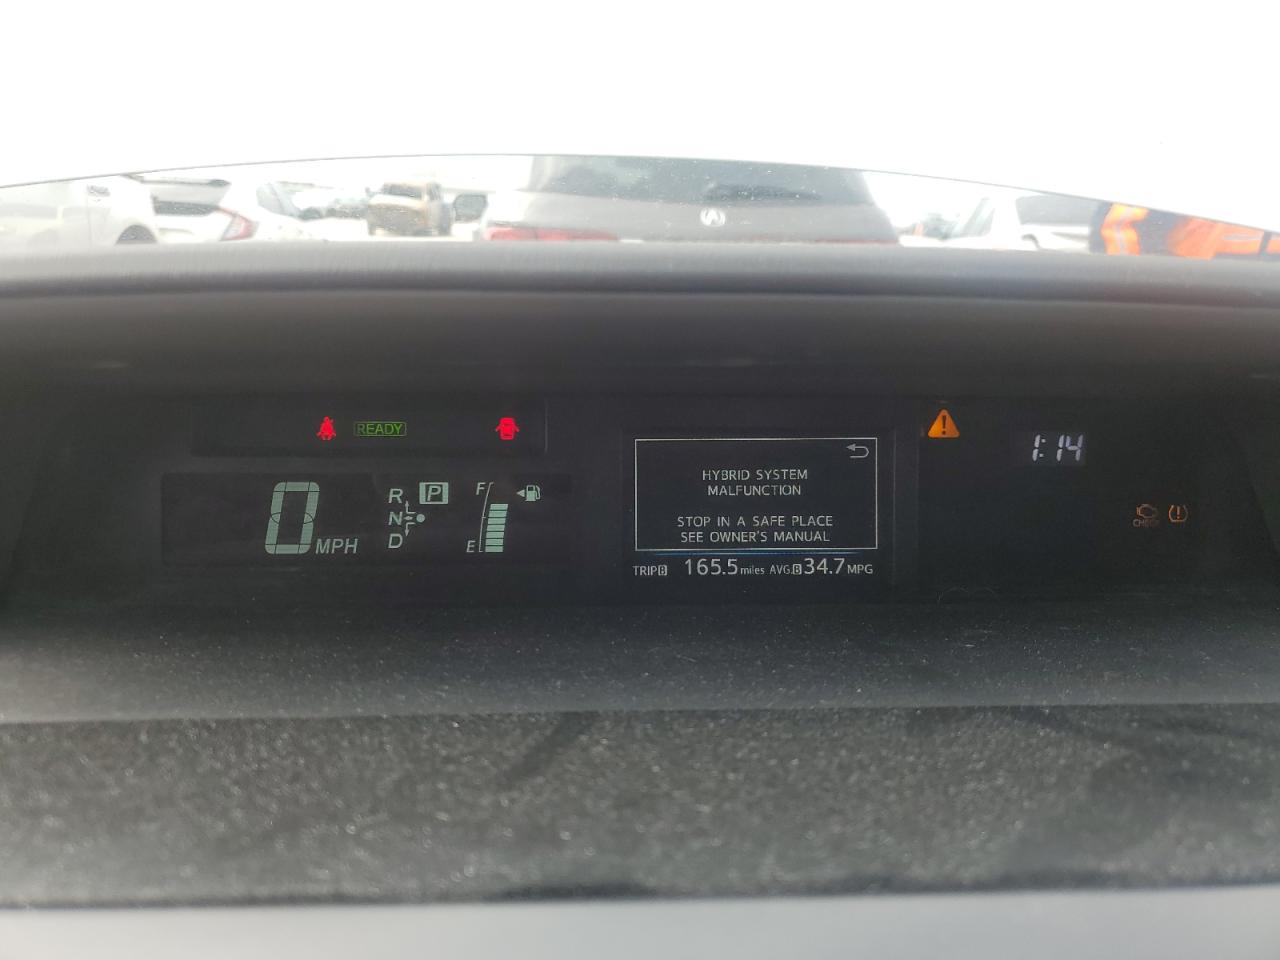 READY
0 MPH
R P
N
D
F
E
HYBRID SYSTEM
MALFUNCTION
STOP IN A SAFE PLACE
SEE OWNER'S MANUAL
TRIP B 165.5 miles AVG.B 34.7 MPG
1:14
CHECK